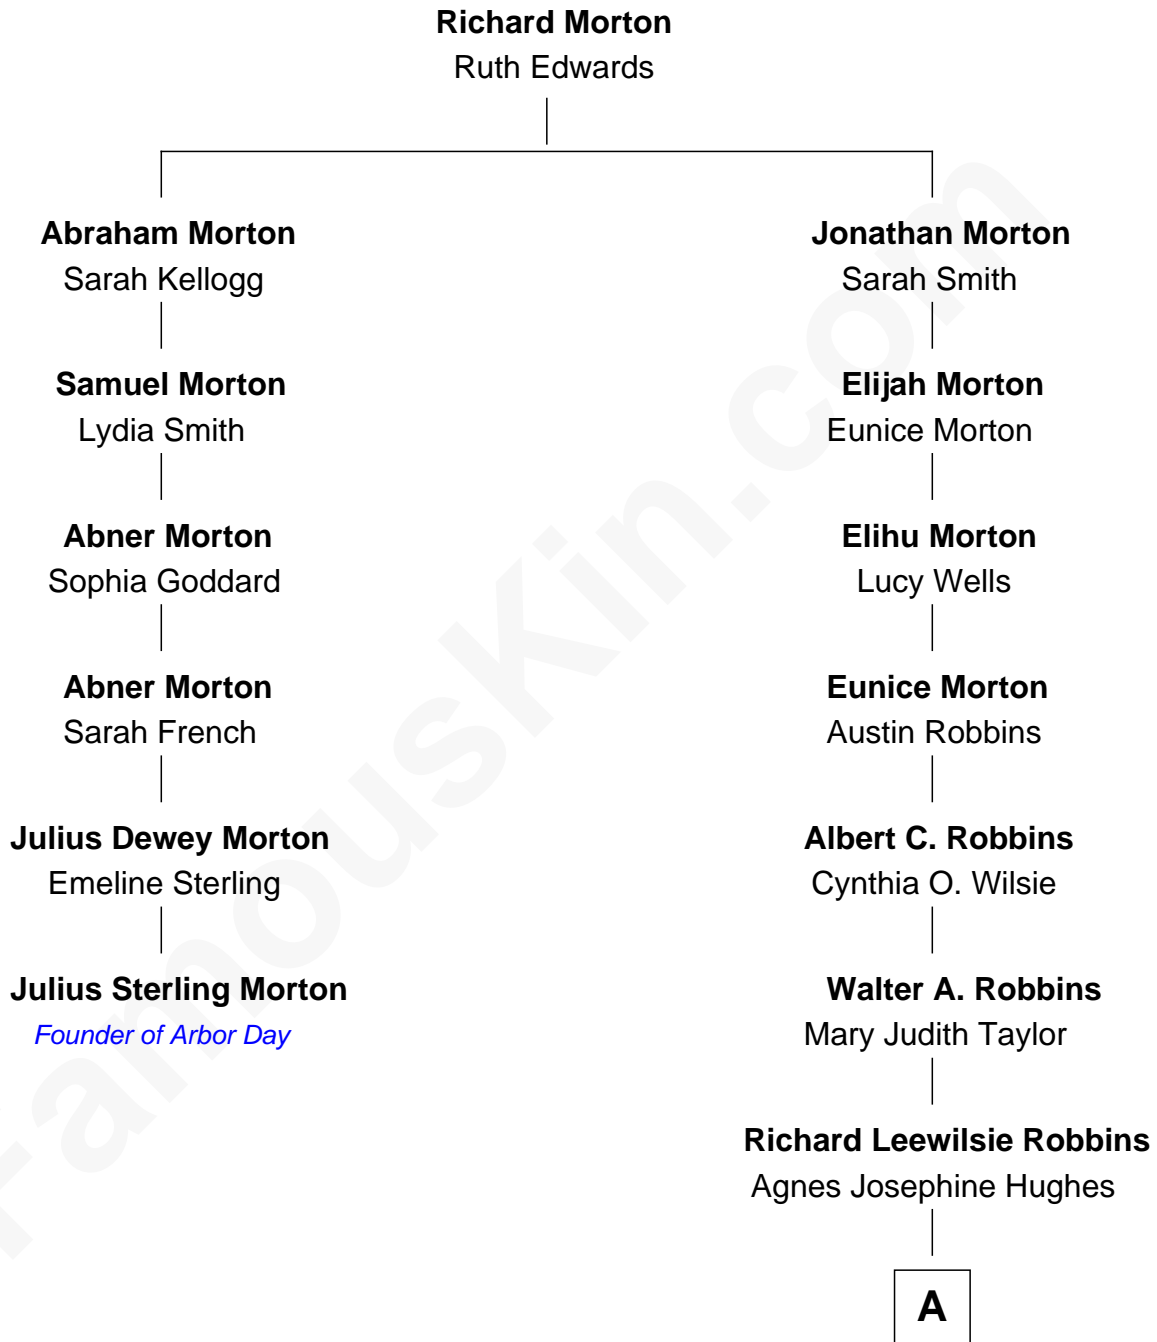 Richard Morton
Ruth Edwards
Abraham Morton
Sarah Kellogg
Samuel Morton
Lydia Smith
Abner Morton
Sophia Goddard
Abner Morton
Sarah French
Julius Dewey Morton
Emeline Sterling
Julius Sterling Morton
Founder of Arbor Day
Jonathan Morton
Sarah Smith
Elijah Morton
Eunice Morton
Elihu Morton
Lucy Wells
Eunice Morton
Austin Robbins
Albert C. Robbins
Cynthia O. Wilsie
Walter A. Robbins
Mary Judith Taylor
Richard Leewilsie Robbins
Agnes Josephine Hughes
A
FamousKin.com